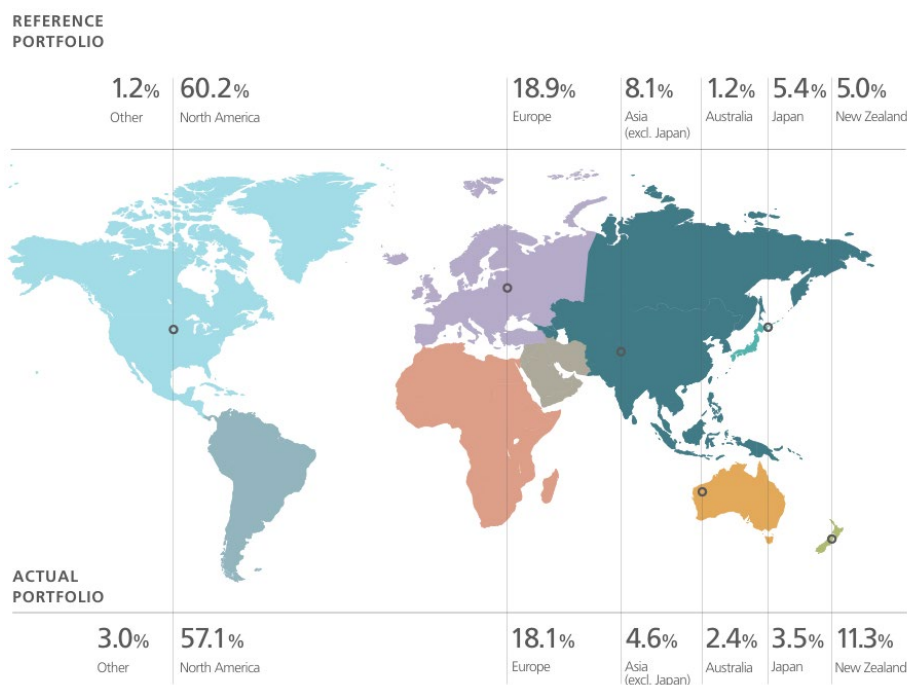 REFERENCE
PORTFOLIO
1.2% 60.2% 18.9% 8.1% 1.2% 5.4% 5.0%
Other North America Europe Asia Australia Japan New Zealand
(excl. Japan)
ACTUAL
PORTFOLIO
3.0% 57.1% 18.1% 4.6% 2.4% 3.5% 11.3%
Other North America Europe Asia Australia Japan New Zealand
(excl. Japan)